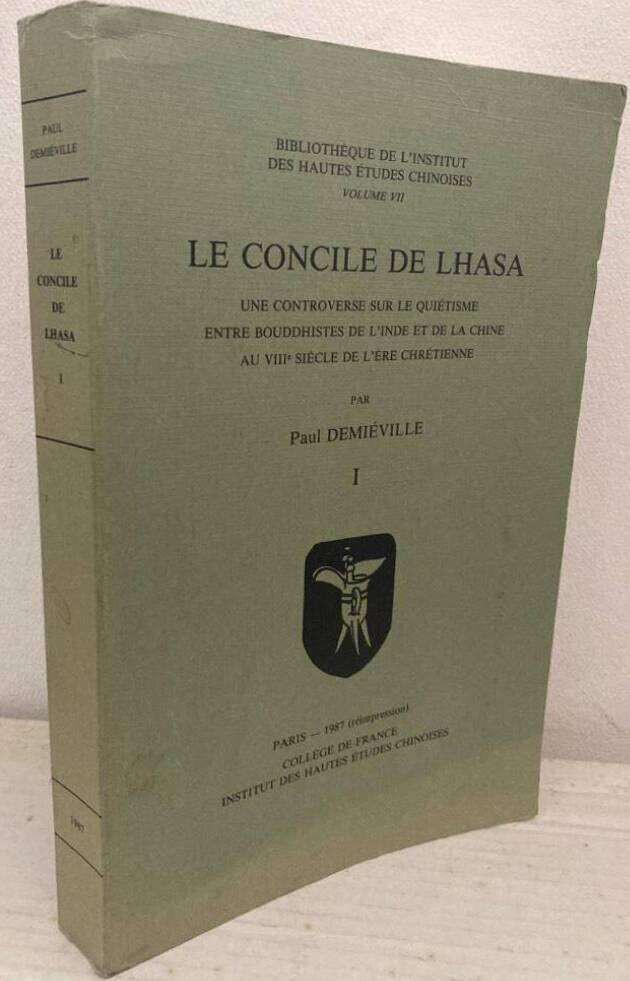 PAUL
DEMIÉVILLE
LE
CONCILE
DE
LHASA
I
1987
BIBLIOTHÈQUE DE L'INSTITUT
DES HAUTES ÉTUDES CHINOISES
VOLUME VII
LE CONCILE DE LHASA
UNE CONTROVERSE SUR LE QUIÉTISME
ENTRE BOUDDHISTES DE L'INDE ET DE LA CHINE
AU VIIIe SIÈCLE DE L'ÈRE CHRÉTIENNE
PAR
Paul DEMIÉVILLE
I
PARIS — 1987 (réimpression)
COLLÈGE DE FRANCE
INSTITUT DES HAUTES ÉTUDES CHINOISES